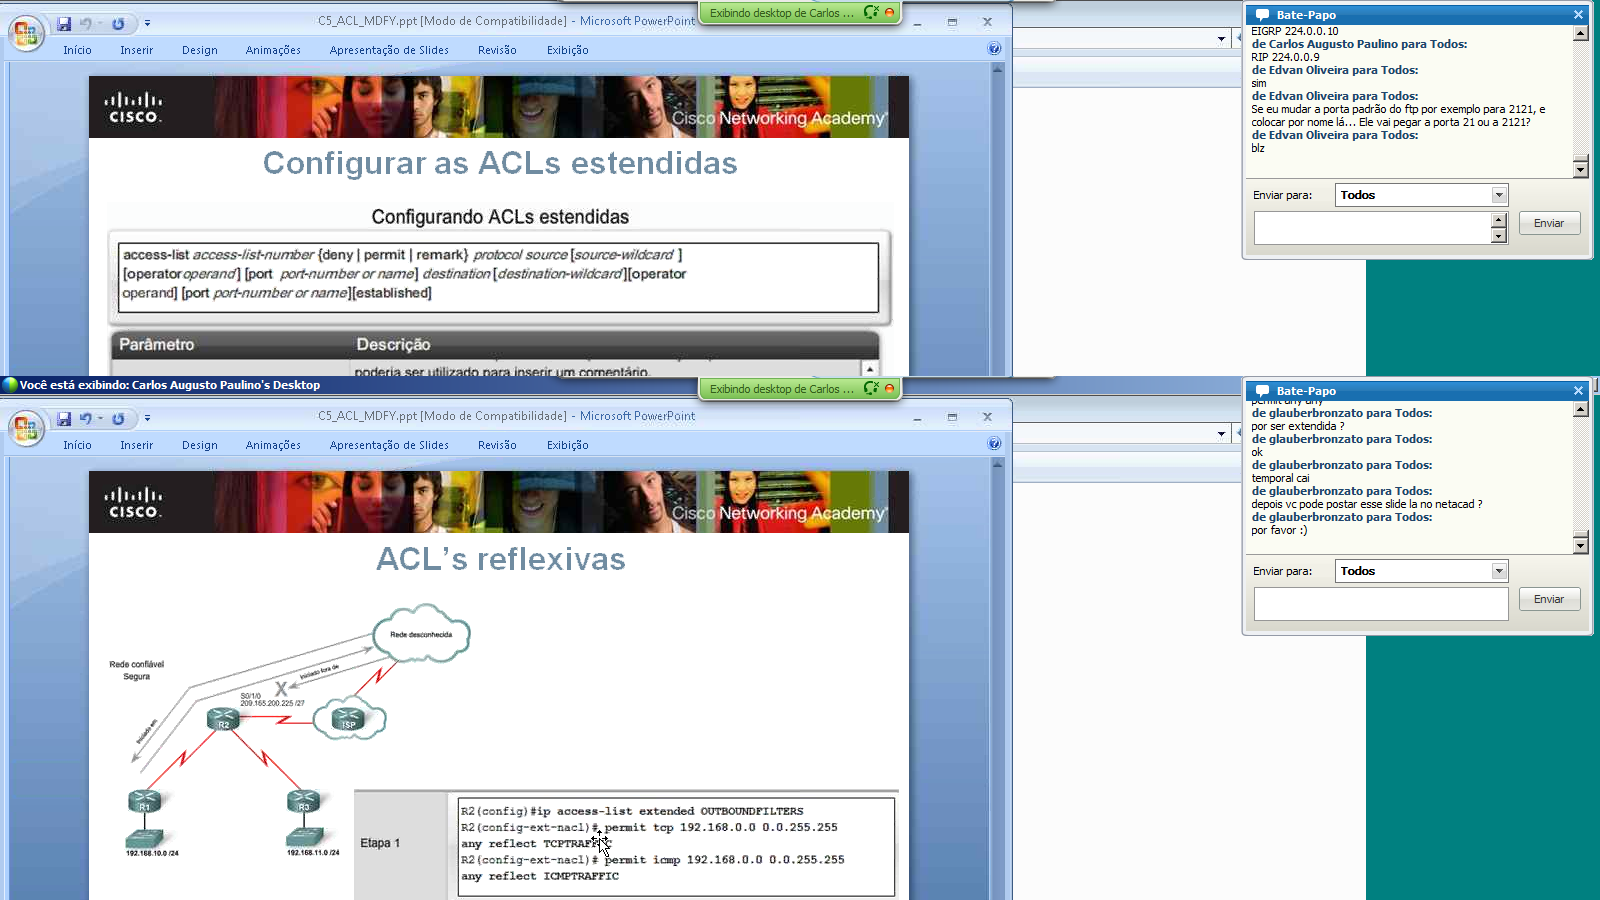 C5_ACL_MDFY.ppt [Modo de Compatibilidade] - Microsoft PowerPoint
Exibindo desktop de Carlos ...
Início Inserir Design Animações Apresentação de Slides Revisão Exibição
CISCO.
Cisco Networking Academy
Configurar as ACLs estendidas
Configurando ACLs estendidas
access-list access-list-number {deny | permit | remark} protocol source [source-wildcard ]
[operator operand] [port port-number or name] destination [destination-wildcard][operator
operand] [port port-number or name][established]
Parâmetro Descrição
poderia ser utilizado para inserir um comentário.
Bate-Papo
EIGRP 224.0.0.10
de Carlos Augusto Paulino para Todos:
RIP 224.0.0.9
de Edvan Oliveira para Todos:
sim
de Edvan Oliveira para Todos:
Se eu mudar a porta padrão do ftp por exemplo para 2121, e
colocar por nome lá... Ele vai pegar a porta 21 ou a 2121?
de Edvan Oliveira para Todos:
blz
Enviar para: Todos
Enviar
Você está exibindo: Carlos Augusto Paulino's Desktop
Exibindo desktop de Carlos ...
C5_ACL_MDFY.ppt [Modo de Compatibilidade] - Microsoft PowerPoint
Início Inserir Design Animações Apresentação de Slides Revisão Exibição
CISCO.
Cisco Networking Academy
ACL's reflexivas
Rede desconhecida
Rede confiável
Segura
Iniciado fora de
S0/1/0
209.165.200.225 /27
R2
ISP
Iniciado em
R1
R3
192.168.10.0 /24
192.168.11.0 /24
Etapa 1
R2(config)#ip access-list extended OUTBOUNDFILTERS
R2(config-ext-nacl)# permit tcp 192.168.0.0 0.0.255.255
any reflect TCPTRAFFIC
R2(config-ext-nacl)# permit icmp 192.168.0.0 0.0.255.255
any reflect ICMPTRAFFIC
Bate-Papo
permit any any
de glauberbronzato para Todos:
por ser extendida ?
de glauberbronzato para Todos:
ok
de glauberbronzato para Todos:
temporal cai
de glauberbronzato para Todos:
depois vc pode postar esse slide la no netacad ?
de glauberbronzato para Todos:
por favor :)
Enviar para: Todos
Enviar